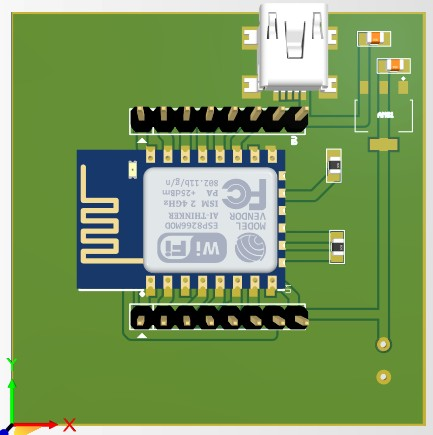 MODEL
VENDOR
ESP8266MOD
AI-THINKER
ISM 2.4GHz
PA +25dBm
802.11b/g/n
FC
Wi Fi
X
Y